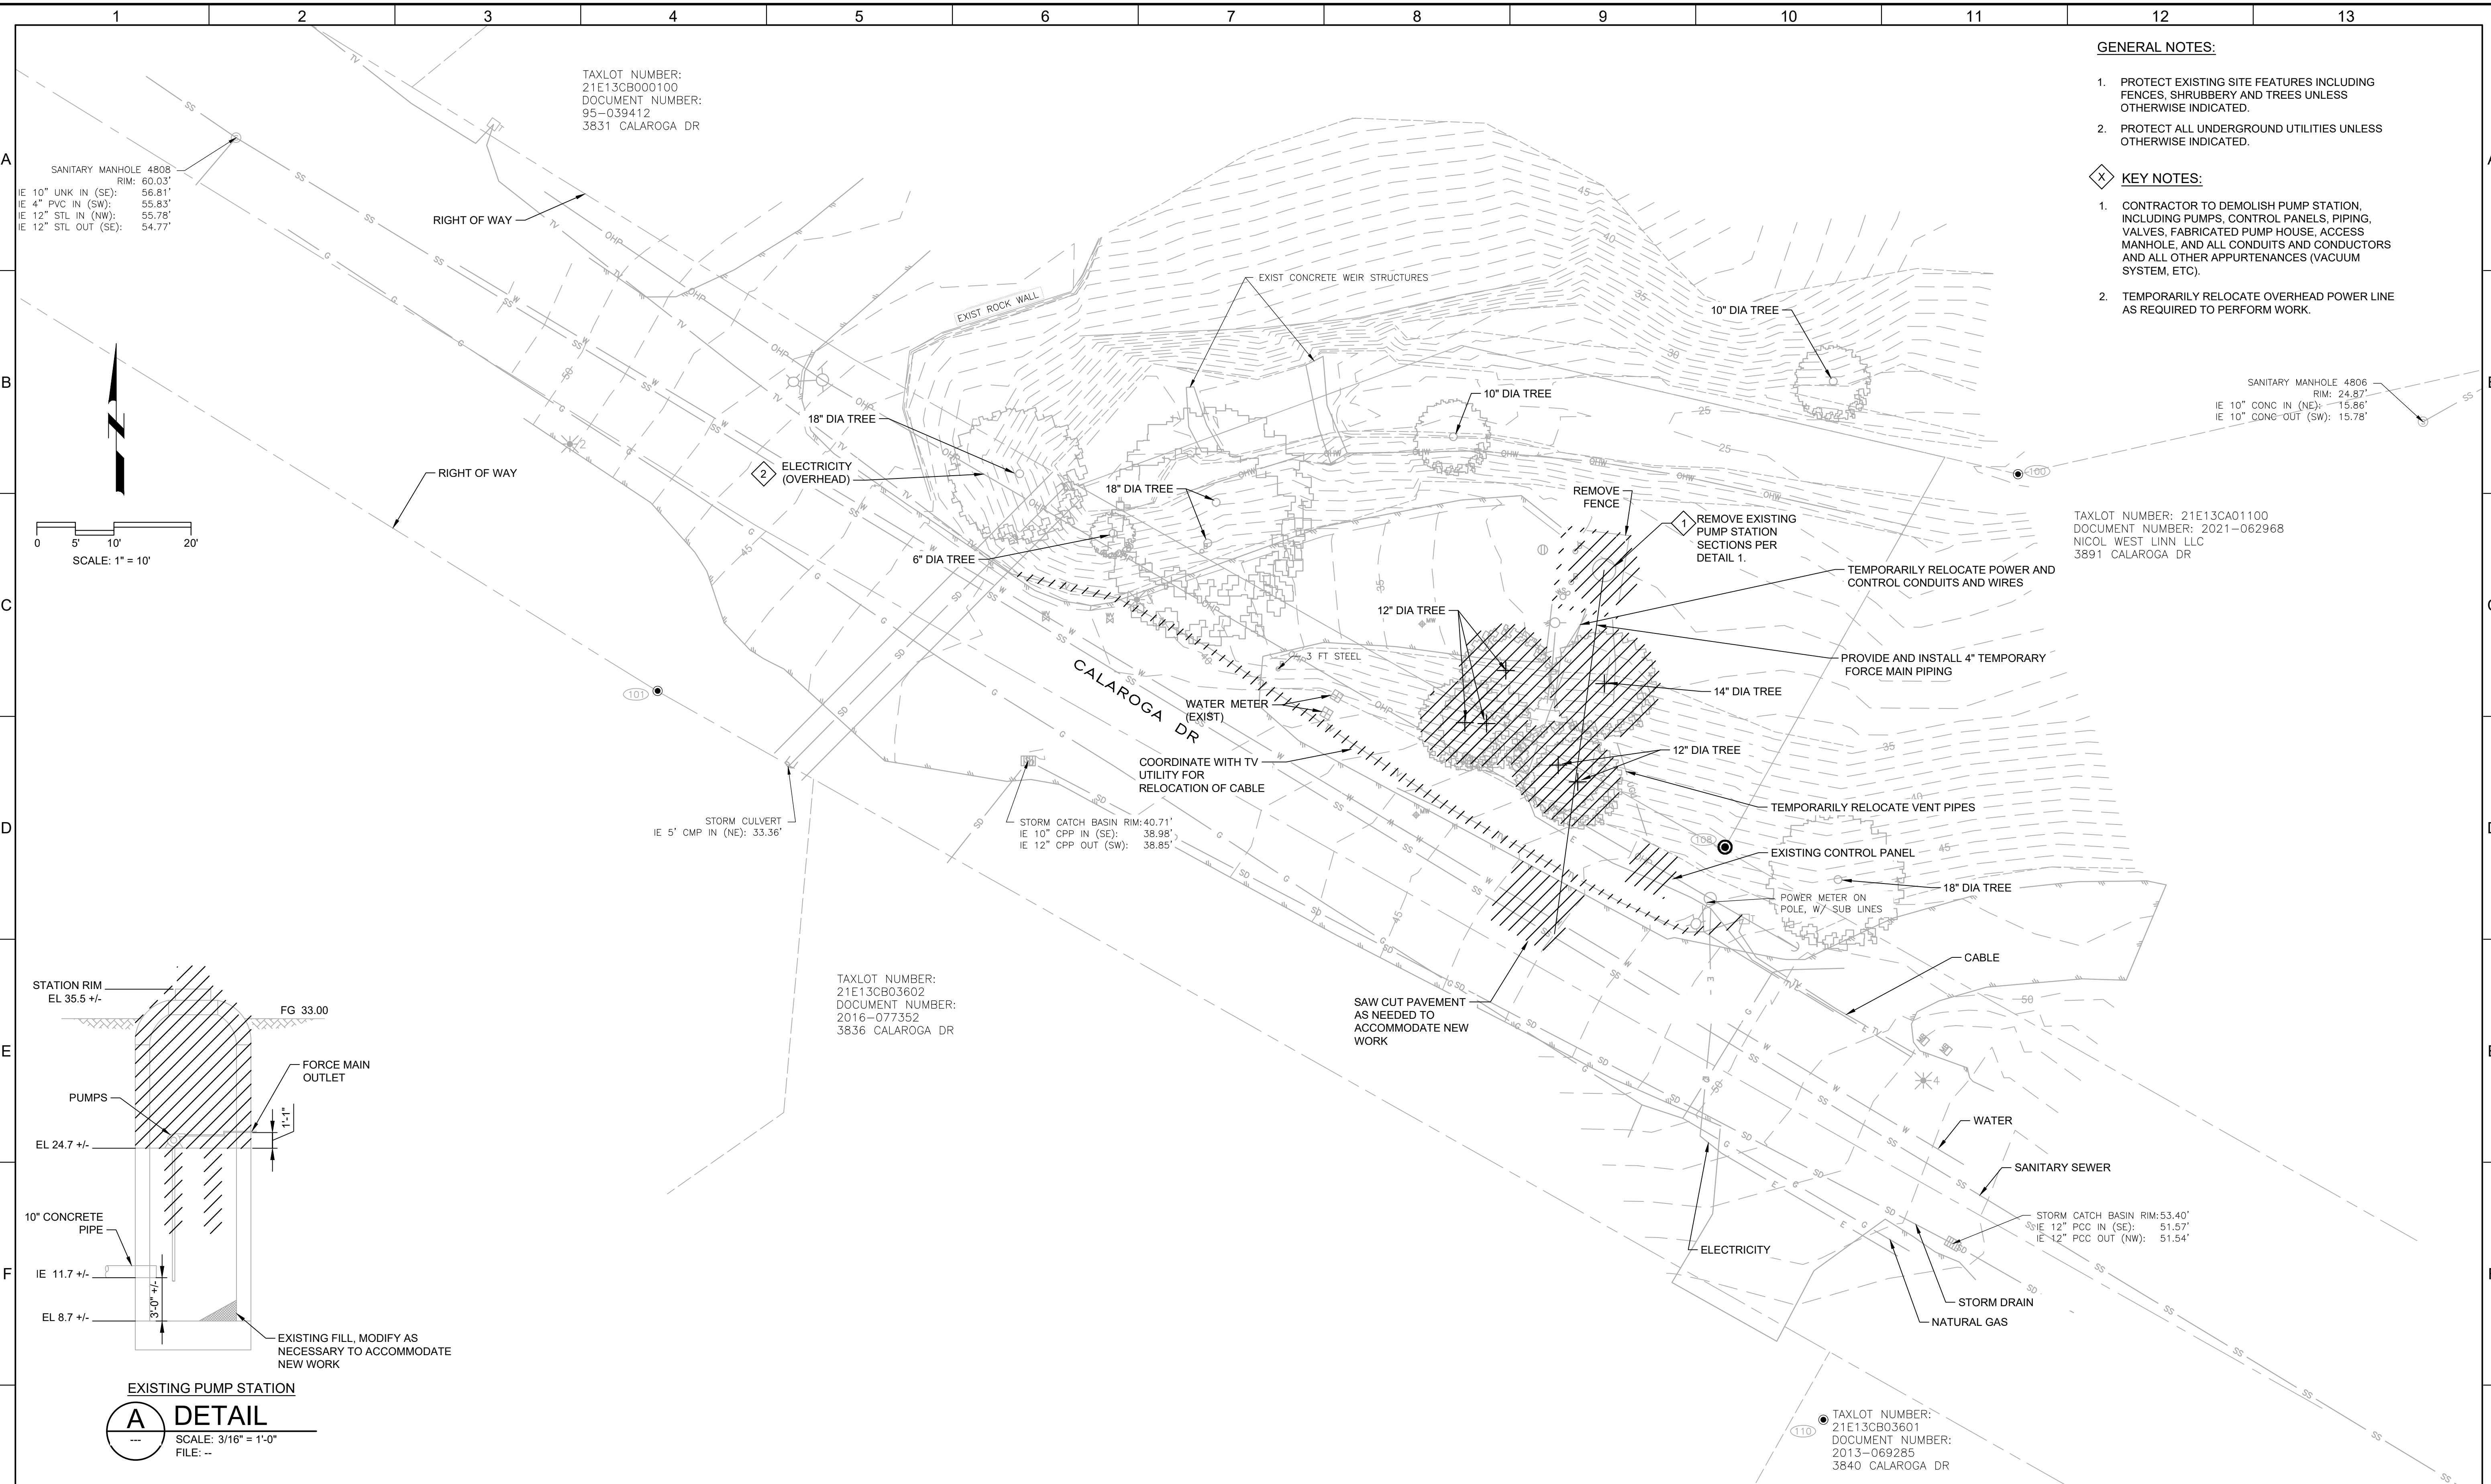 1 2 3 4 5 6 7 8 9 10 11 12 13
A
B
C
D
E
F
A
GENERAL NOTES:
1. PROTECT EXISTING SITE FEATURES INCLUDING
FENCES, SHRUBBERY AND TREES UNLESS
OTHERWISE INDICATED.
2. PROTECT ALL UNDERGROUND UTILITIES UNLESS
OTHERWISE INDICATED.
X KEY NOTES:
1. CONTRACTOR TO DEMOLISH PUMP STATION,
INCLUDING PUMPS, CONTROL PANELS, PIPING,
VALVES, FABRICATED PUMP HOUSE, ACCESS
MANHOLE, AND ALL CONDUITS AND CONDUCTORS
AND ALL OTHER APPURTENANCES (VACUUM
SYSTEM, ETC).
2. TEMPORARILY RELOCATE OVERHEAD POWER LINE
AS REQUIRED TO PERFORM WORK.
TAXLOT NUMBER:
21E13CB000100
DOCUMENT NUMBER:
95-039412
3831 CALAROGA DR
SANITARY MANHOLE 4808
RIM: 60.03'
IE 10" UNK IN (SE): 56.81'
IE 4" PVC IN (SW): 55.83'
IE 12" STL IN (NW): 55.78'
IE 12" STL OUT (SE): 54.77'
RIGHT OF WAY
EXIST ROCK WALL
EXIST CONCRETE WEIR STRUCTURES
10" DIA TREE
SANITARY MANHOLE 4806
RIM: 24.87'
IE 10" CONC IN (NE): 15.86'
IE 10" CONC OUT (SW): 15.78'
10" DIA TREE
18" DIA TREE
2
ELECTRICITY
(OVERHEAD)
RIGHT OF WAY
18" DIA TREE
REMOVE
FENCE
1
REMOVE EXISTING
PUMP STATION
SECTIONS PER
DETAIL 1.
TAXLOT NUMBER: 21E13CA01100
DOCUMENT NUMBER: 2021-062968
NICOL WEST LINN LLC
3891 CALAROGA DR
0 5' 10' 20'
SCALE: 1" = 10'
6" DIA TREE
TEMPORARILY RELOCATE POWER AND
CONTROL CONDUITS AND WIRES
12" DIA TREE
3 FT STEEL
PROVIDE AND INSTALL 4" TEMPORARY
FORCE MAIN PIPING
14" DIA TREE
CALAROGA DR
WATER METER
(EXIST)
12" DIA TREE
COORDINATE WITH TV
UTILITY FOR
RELOCATION OF CABLE
TEMPORARILY RELOCATE VENT PIPES
STORM CULVERT
IE 5' CMP IN (NE): 33.36'
STORM CATCH BASIN RIM: 40.71'
IE 10" CPP IN (SE): 38.98'
IE 12" CPP OUT (SW): 38.85'
EXISTING CONTROL PANEL
18" DIA TREE
POWER METER ON
POLE, W/ SUB LINES
100
101
108
110
CABLE
TAXLOT NUMBER:
21E13CB03602
DOCUMENT NUMBER:
2016-077352
3836 CALAROGA DR
SAW CUT PAVEMENT
AS NEEDED TO
ACCOMMODATE NEW
WORK
WATER
SANITARY SEWER
STORM CATCH BASIN RIM: 53.40'
IE 12" PCC IN (SE): 51.57'
IE 12" PCC OUT (NW): 51.54'
ELECTRICITY
STORM DRAIN
NATURAL GAS
TAXLOT NUMBER:
21E13CB03601
DOCUMENT NUMBER:
2013-069285
3840 CALAROGA DR
STATION RIM
EL 35.5 +/-
FG 33.00
FORCE MAIN
OUTLET
PUMPS
1'-1"
EL 24.7 +/-
10" CONCRETE
PIPE
IE 11.7 +/-
3'-0" +/-
EL 8.7 +/-
EXISTING FILL, MODIFY AS
NECESSARY TO ACCOMMODATE
NEW WORK
EXISTING PUMP STATION
A
---
DETAIL
SCALE: 3/16" = 1'-0"
FILE: --